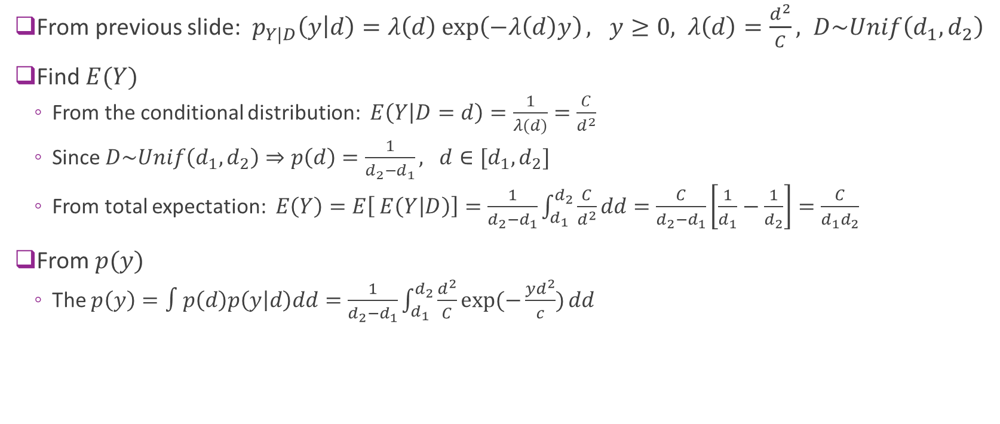 ❑From previous slide: $p_{Y|D}(y|d) = \lambda(d) \exp(-\lambda(d)y), \quad y \geq 0, \; \lambda(d) = \frac{d^2}{C}, \; D \sim Unif(d_1, d_2)$
❑Find $E(Y)$
◦ From the conditional distribution: $E(Y|D = d) = \frac{1}{\lambda(d)} = \frac{C}{d^2}$
◦ Since $D \sim Unif(d_1, d_2) \Rightarrow p(d) = \frac{1}{d_2 - d_1}, \quad d \in [d_1, d_2]$
◦ From total expectation: $E(Y) = E[\, E(Y|D)] = \frac{1}{d_2 - d_1} \int_{d_1}^{d_2} \frac{C}{d^2} dd = \frac{C}{d_2 - d_1} \left[ \frac{1}{d_1} - \frac{1}{d_2} \right] = \frac{C}{d_1 d_2}$
❑From $p(y)$
◦ The $p(y) = \int p(d)p(y|d)dd = \frac{1}{d_2 - d_1} \int_{d_1}^{d_2} \frac{d^2}{C} \exp(-\frac{yd^2}{c}) \, dd$